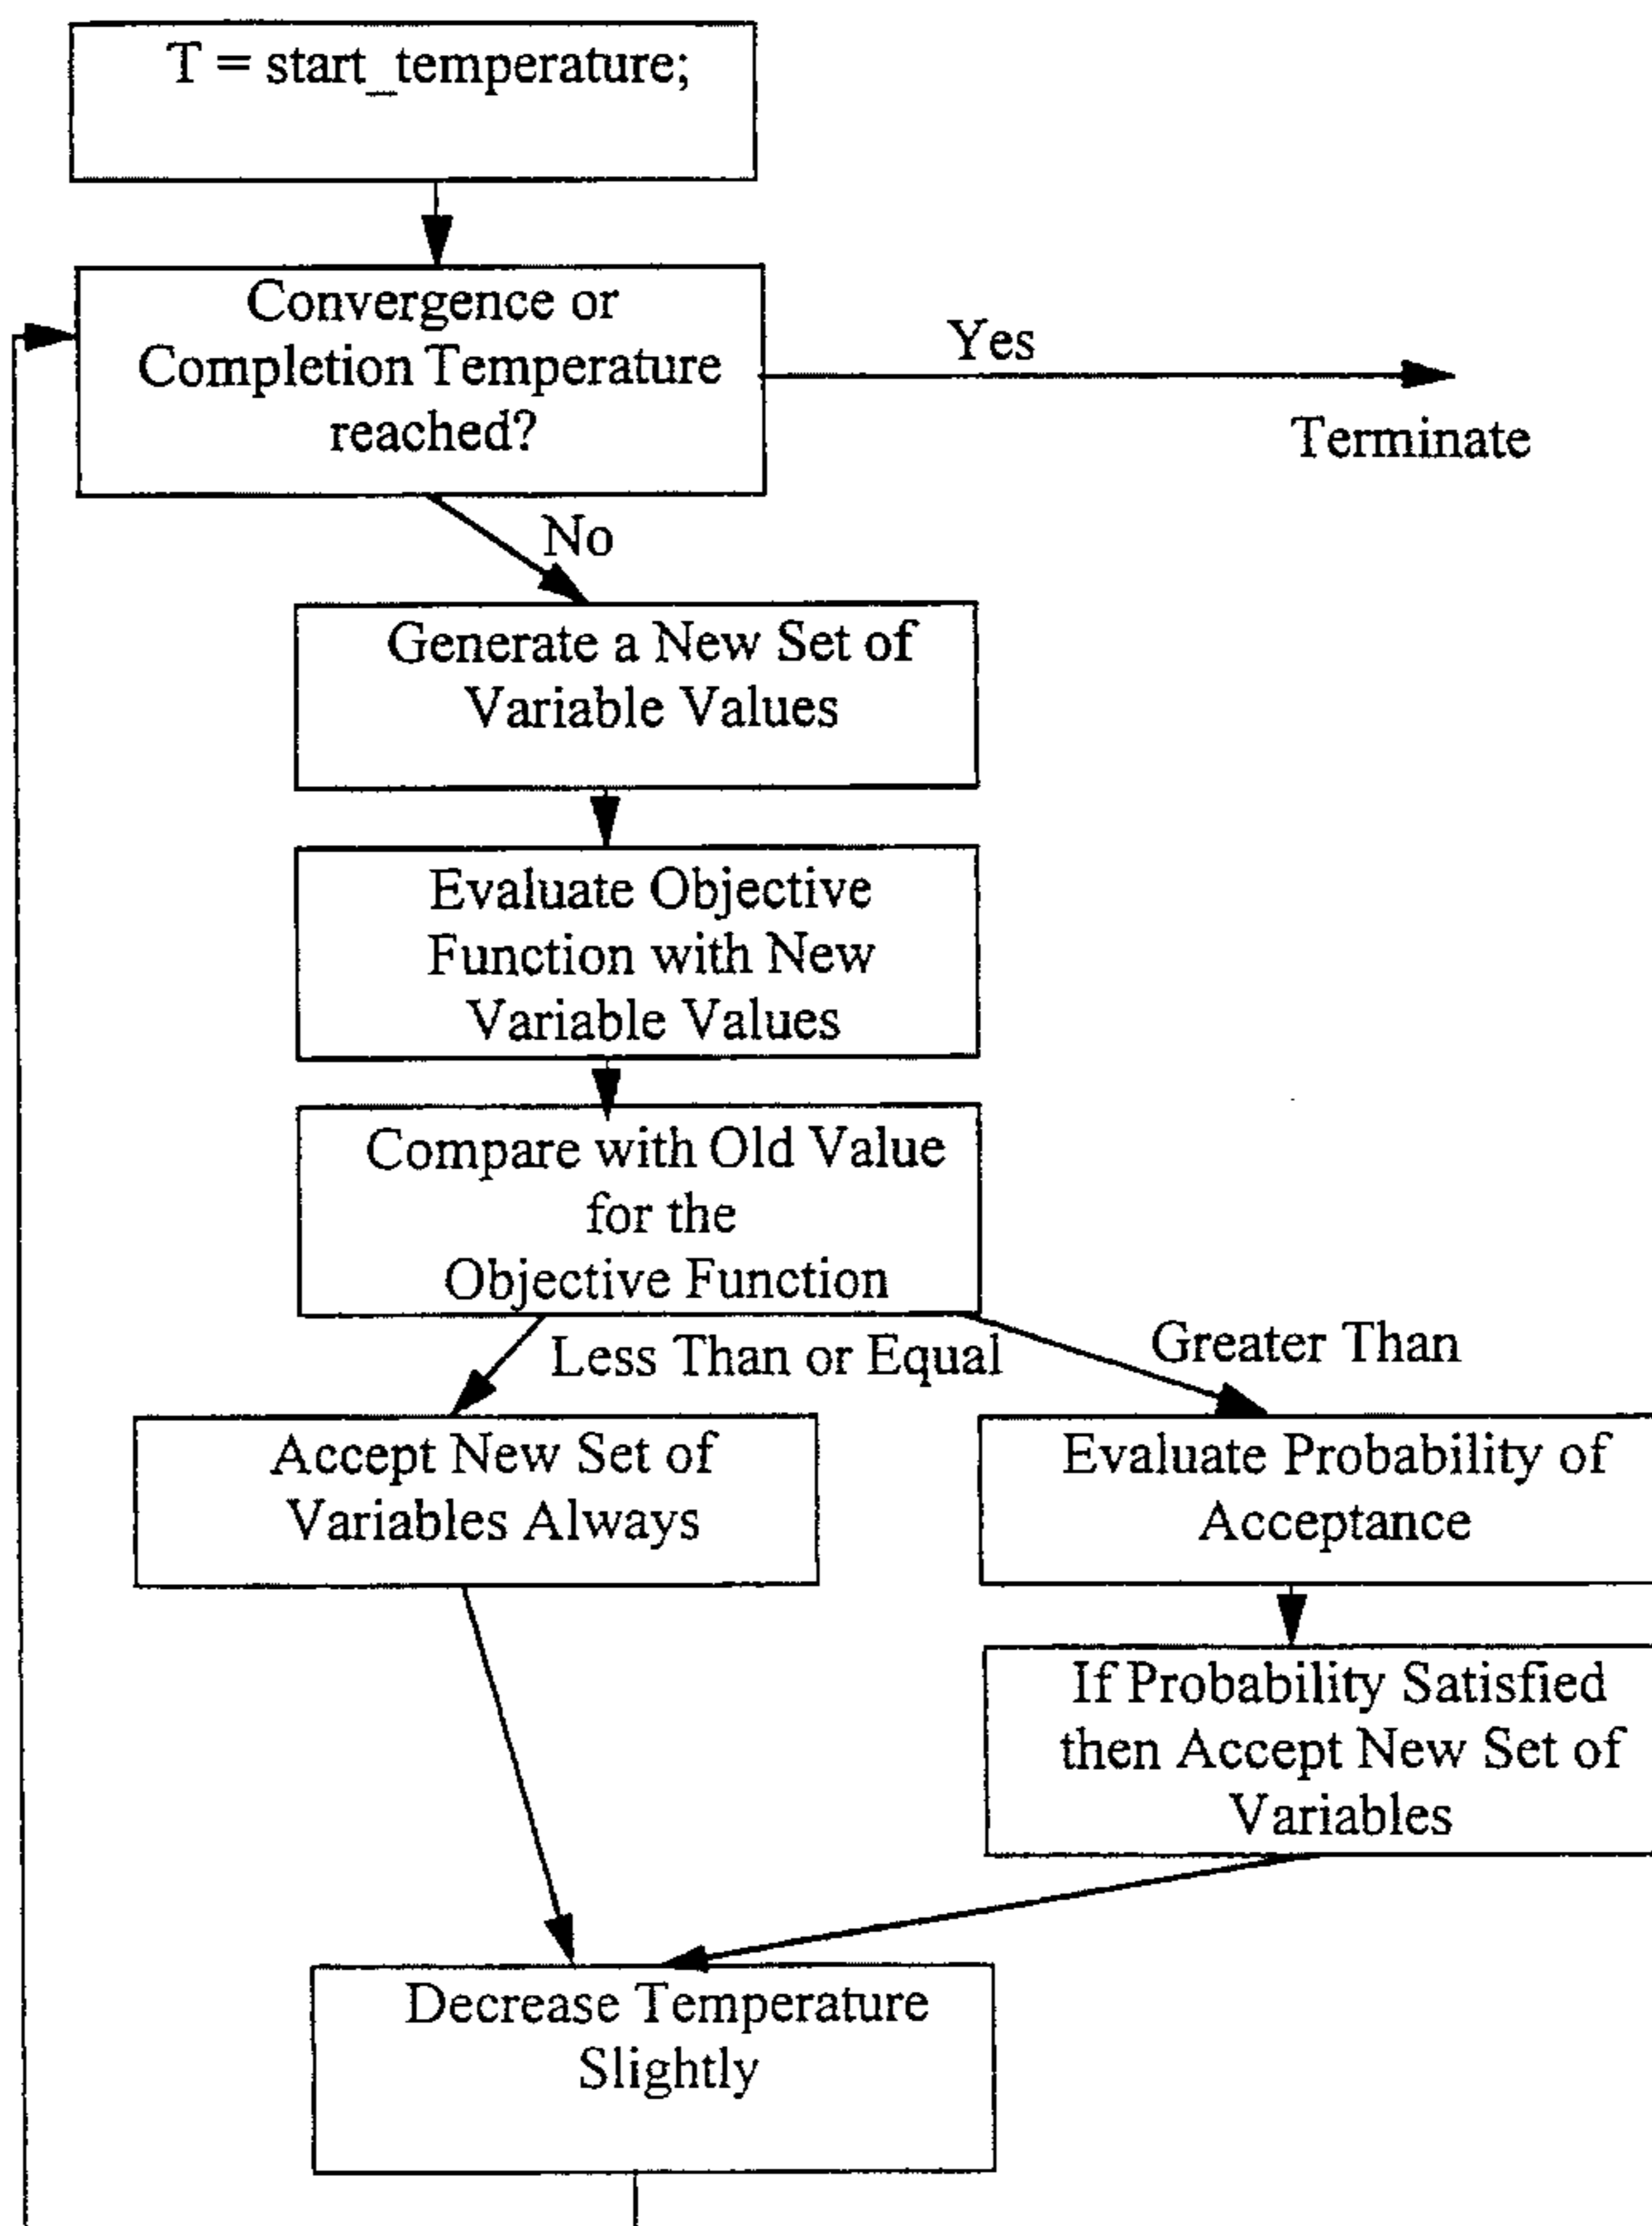 T = start_temperature;
Convergence or
Completion Temperature
reached?
Yes
Terminate
No
Generate a New Set of
Variable Values
Evaluate Objective
Function with New
Variable Values
Compare with Old Value
for the
Objective Function
Less Than or Equal
Greater Than
Accept New Set of
Variables Always
Evaluate Probability of
Acceptance
If Probability Satisfied
then Accept New Set of
Variables
Decrease Temperature
Slightly